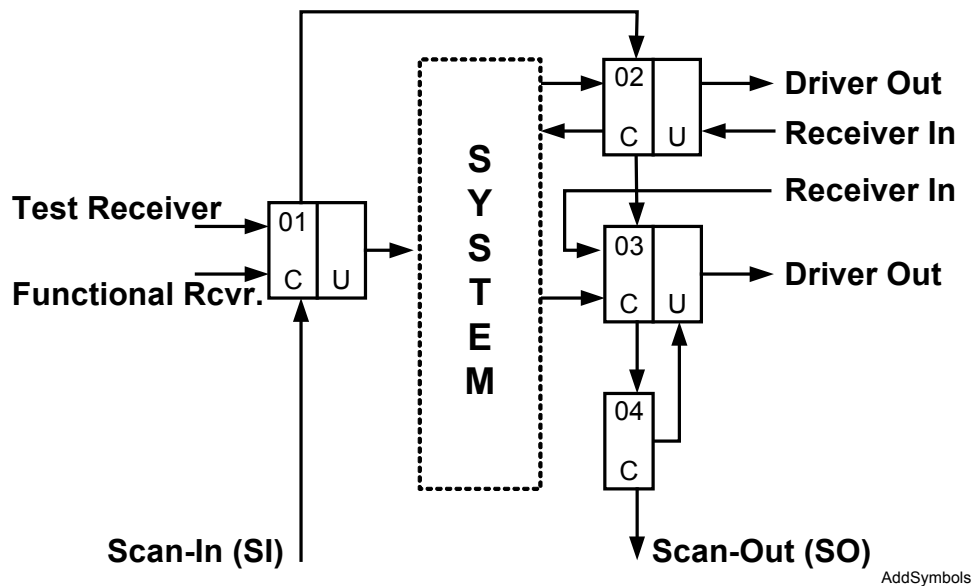 02
C U
Driver Out
Receiver In
Receiver In
Test Receiver
Functional Rcvr.
01
C U
S
Y
S
T
E
M
03
C U
Driver Out
04
C
Scan-In (SI)
Scan-Out (SO)
AddSymbols